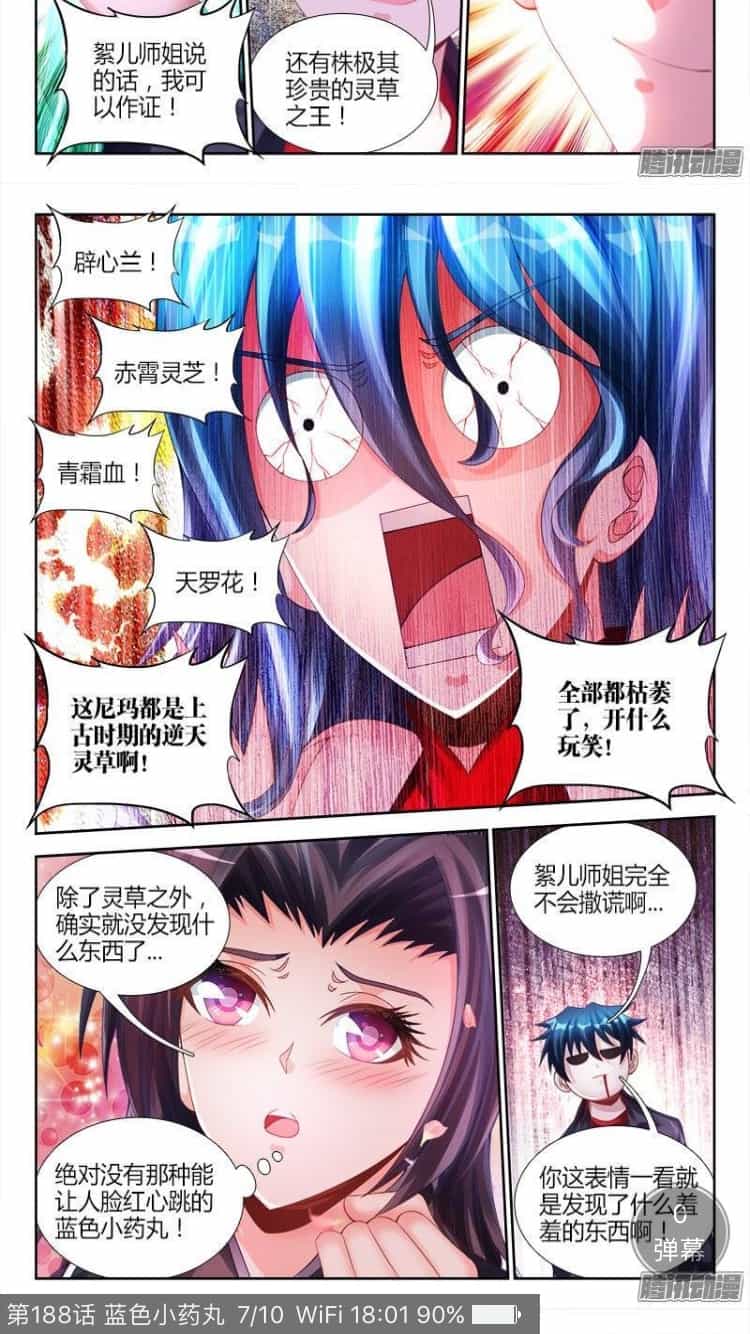 絮儿师姐说
的话，我可
以作证！
还有株极其
珍贵的灵草
之王！
腾讯动漫
辟心兰！
赤霄灵芝！
青霜血！
天罗花！
这尼玛都是上
古时期的逆天
灵草啊！
全部都枯萎
了，开什么
玩笑！
除了灵草之外，
确实就没发现什
么东西了...
絮儿师姐完全
不会撒谎啊...
绝对没有那种能
让人脸红心跳的
蓝色小药丸！
你这表情一看就
是发现了什么羞
羞的东西啊！
0
弹幕
腾讯动漫
第188话 蓝色小药丸 7/10 WiFi 18:01 90%